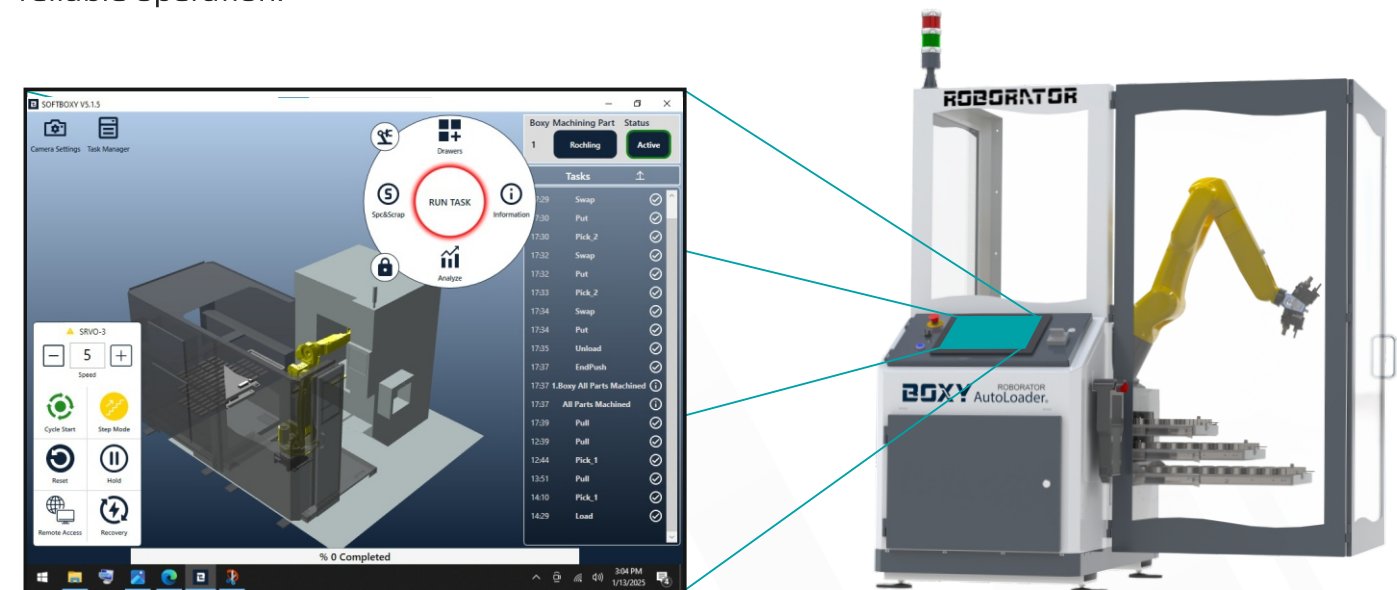 reliable operation.
SOFTBOXY V5.1.5
Camera Settings Task Manager
Drawers
Spc&Scrap
RUN TASK
Information
Analyze
Boxy Machining Part Status
1 Rochling Active
Tasks
17:29 Swap
17:30 Put
17:30 Pick_2
17:32 Swap
17:32 Put
17:33 Pick_2
17:34 Swap
17:34 Put
17:35 Unload
17:37 EndPush
17:37 1.Boxy All Parts Machined
17:37 All Parts Machined
17:39 Pull
12:39 Pull
12:44 Pick_1
13:51 Pull
14:10 Pick_1
14:29 Load
SRVO-3
5
Speed
Cycle Start Step Mode
Reset Hold
Remote Access Recovery
% 0 Completed
3:04 PM
1/13/2025
4
ROBORATOR
BOXY ROBORATOR
AutoLoader.